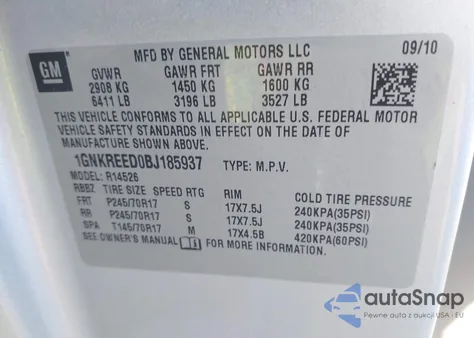 GM
MFD BY GENERAL MOTORS LLC 09/10
GVWR GAWR FRT GAWR RR
2908 KG 1450 KG 1600 KG
6411 LB 3196 LB 3527 LB
THIS VEHICLE CONFORMS TO ALL APPLICABLE U.S. FEDERAL MOTOR
VEHICLE SAFETY STANDARDS IN EFFECT ON THE DATE OF
MANUFACTURE SHOWN ABOVE.
1GNKREED0BJ185937 TYPE: M.P.V.
MODEL: R14526
RBBZ TIRE SIZE SPEED RTG RIM COLD TIRE PRESSURE
FRT P245/70R17 S 17X7.5J 240KPA(35PSI)
RR P245/70R17 S 17X7.5J 240KPA(35PSI)
SPA T145/70R17 M 17X4.5B 420KPA(60PSI)
SEE OWNER'S MANUAL FOR MORE INFORMATION.
autoSnap
Pewne auta z aukcji USA - EU